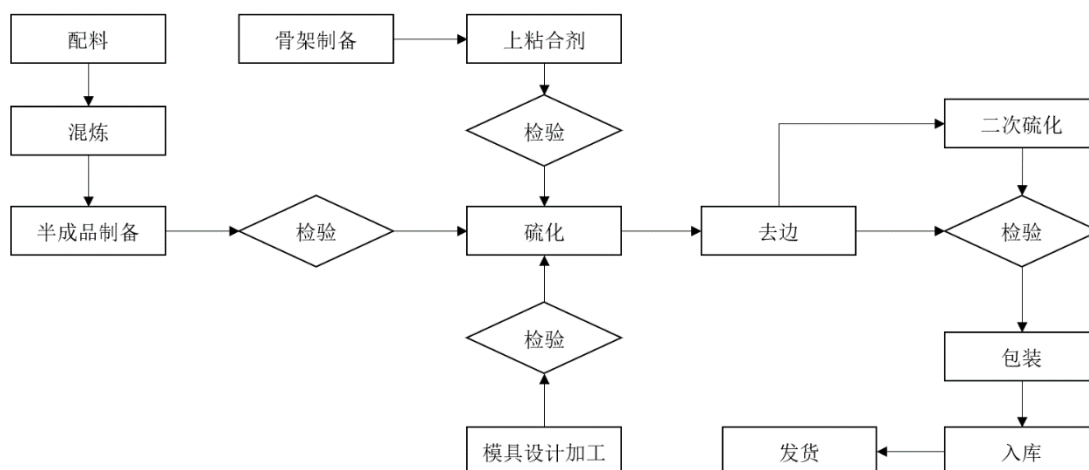 配料
骨架制备
上粘合剂
混炼
检验
二次硫化
半成品制备
检验
硫化
去边
检验
检验
包装
模具设计加工
发货
入库